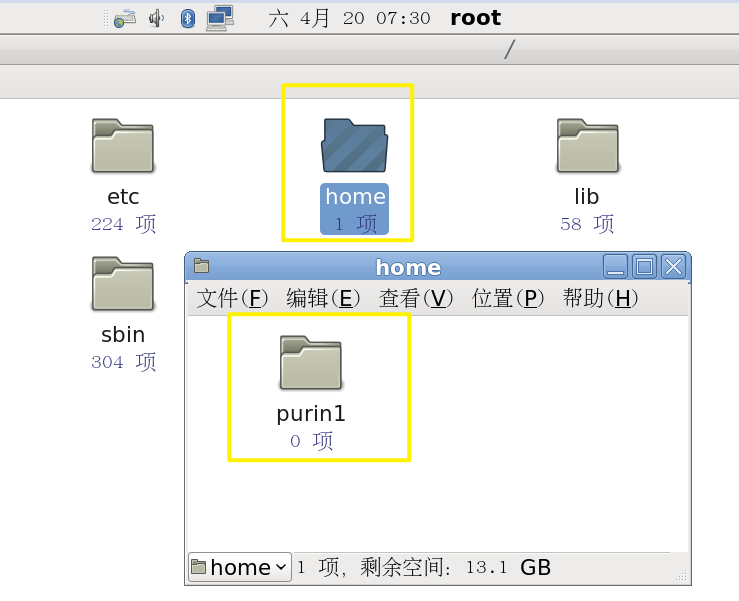 六 4月 20 07:30 root
/
etc home lib
224 项 1 项 58 项
home
文件(F) 编辑(E) 查看(V) 位置(P) 帮助(H)
sbin
304 项
purin1
0 项
home 1 项, 剩余空间: 13.1 GB